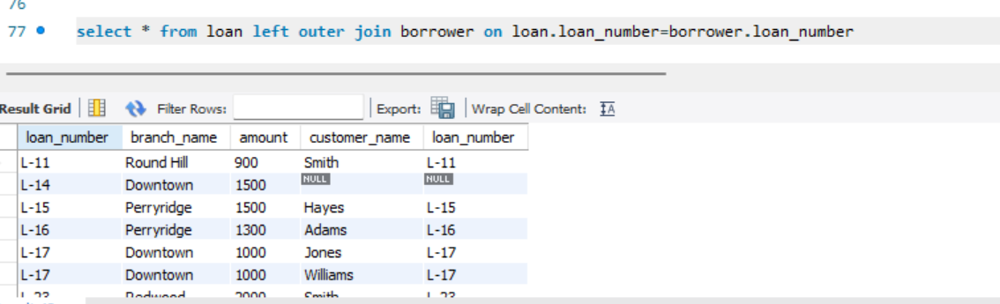 76
77 select * from loan left outer join borrower on loan.loan_number=borrower.loan_number
Result Grid Filter Rows: Export: Wrap Cell Content: IA
loan_number branch_name amount customer_name loan_number
L-11 Round Hill 900 Smith L-11
L-14 Downtown 1500 NULL NULL
L-15 Perryridge 1500 Hayes L-15
L-16 Perryridge 1300 Adams L-16
L-17 Downtown 1000 Jones L-17
L-17 Downtown 1000 Williams L-17
L-23 Redwood 2000 Smith L-23